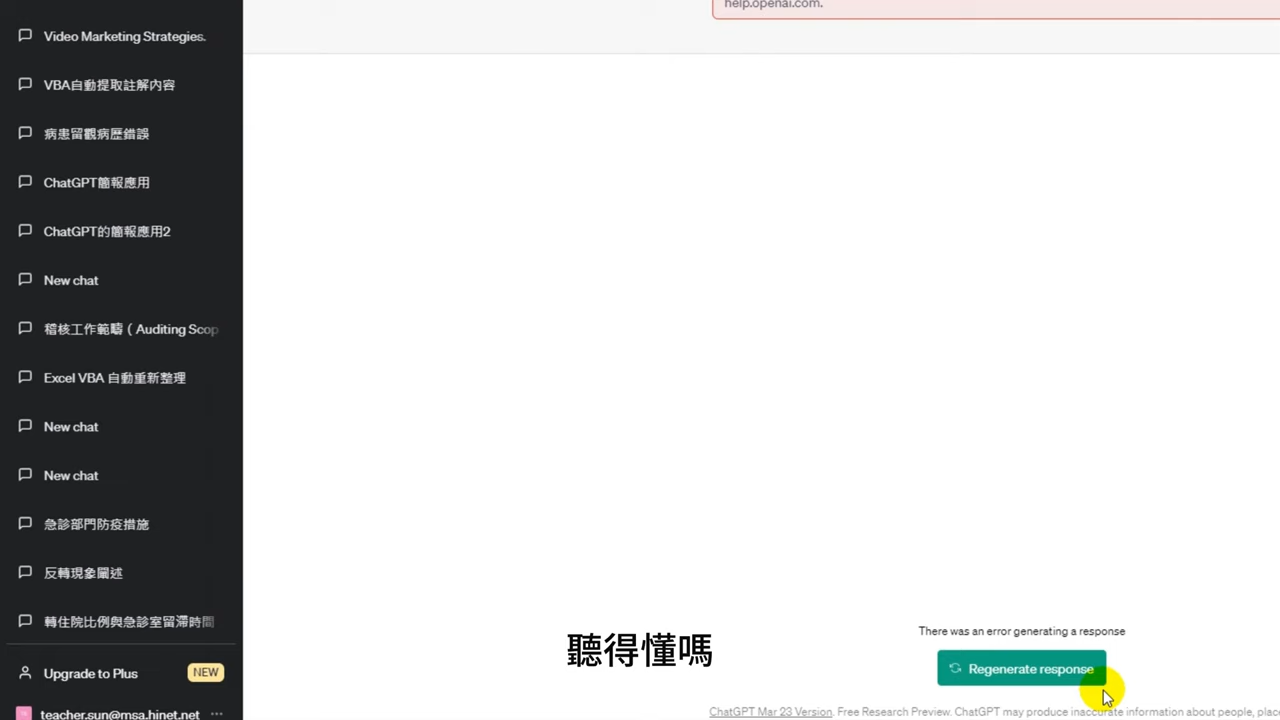 help.openai.com.
Video Marketing Strategies.
VBA自動提取註解內容
病患留觀病歷錯誤
ChatGPT簡報應用
ChatGPT的簡報應用2
New chat
稽核工作範疇 ( Auditing Scop
Excel VBA 自動重新整理
New chat
New chat
急診部門防疫措施
反轉現象闡述
轉住院比例與急診室留滯時間
Upgrade to Plus NEW
teacher.sun@msa.hinet.net ...
There was an error generating a response
聽得懂嗎
Regenerate response
ChatGPT Mar 23 Version. Free Research Preview. ChatGPT may produce inaccurate information about people, place